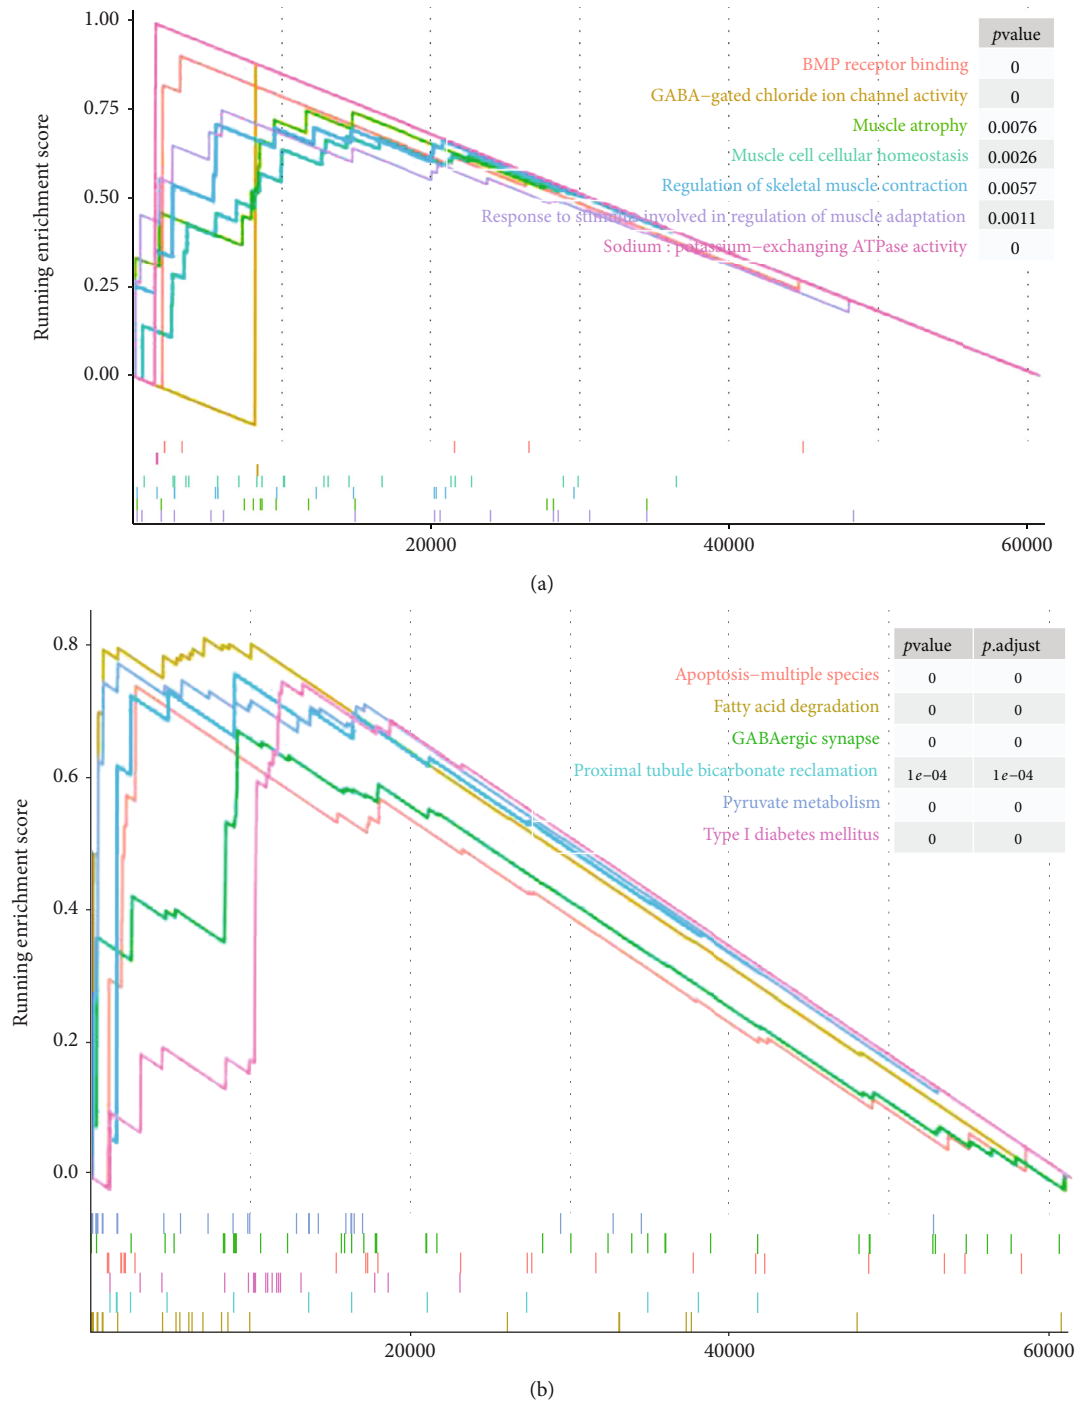 1.00
0.75
0.50
0.25
0.00
Running enrichment score
pvalue
BMP receptor binding 0
GABA−gated chloride ion channel activity 0
Muscle atrophy 0.0076
Muscle cell cellular homeostasis 0.0026
Regulation of skeletal muscle contraction 0.0057
Response to stimulus involved in regulation of muscle adaptation 0.0011
Sodium : potassium−exchanging ATPase activity 0
20000 40000 60000
(a)
0.8
0.6
0.4
0.2
0.0
Running enrichment score
pvalue p.adjust
Apoptosis−multiple species 0 0
Fatty acid degradation 0 0
GABAergic synapse 0 0
Proximal tubule bicarbonate reclamation 1e−04 1e−04
Pyruvate metabolism 0 0
Type I diabetes mellitus 0 0
20000 40000 60000
(b)